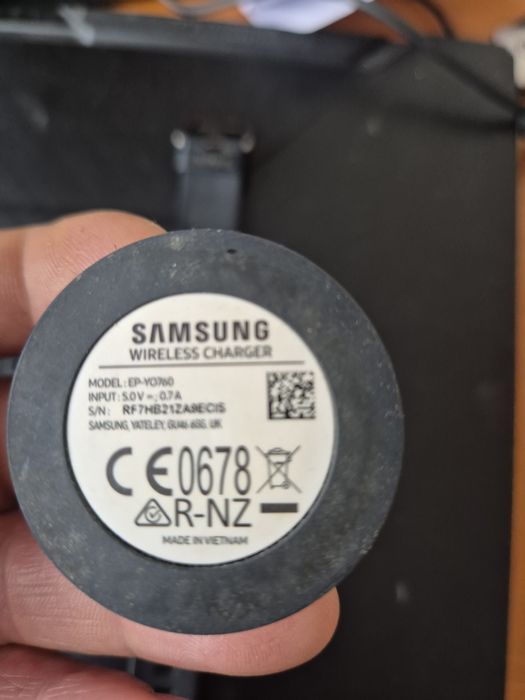 SAMSUNG
WIRELESS CHARGER
MODEL: EP-YO760
INPUT: 5.0V ⎓; 0.7A
S/N: RF7HB21ZA9ECIS
SAMSUNG, YATELEY, GU46 6GG, UK
CE0678
R-NZ
MADE IN VIETNAM